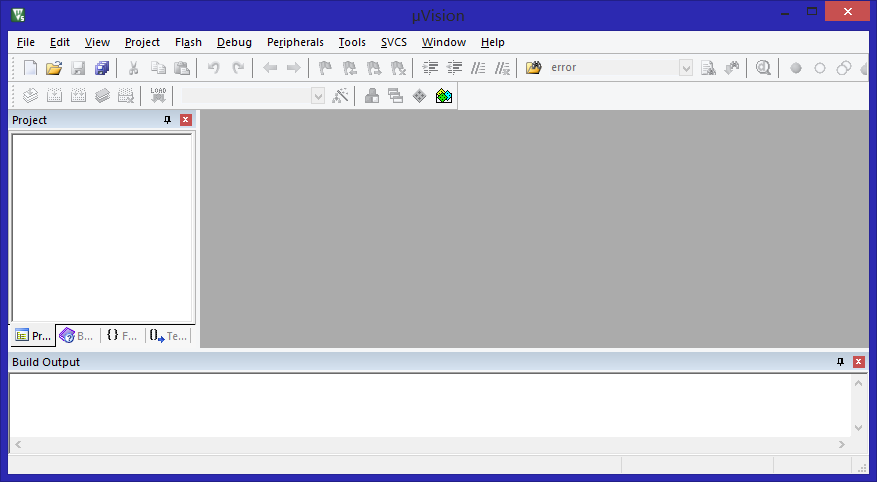 µVision
File Edit View Project Flash Debug Peripherals Tools SVCS Window Help
error
LOAD
Project
Pr... B... {} F... {} Te...
Build Output